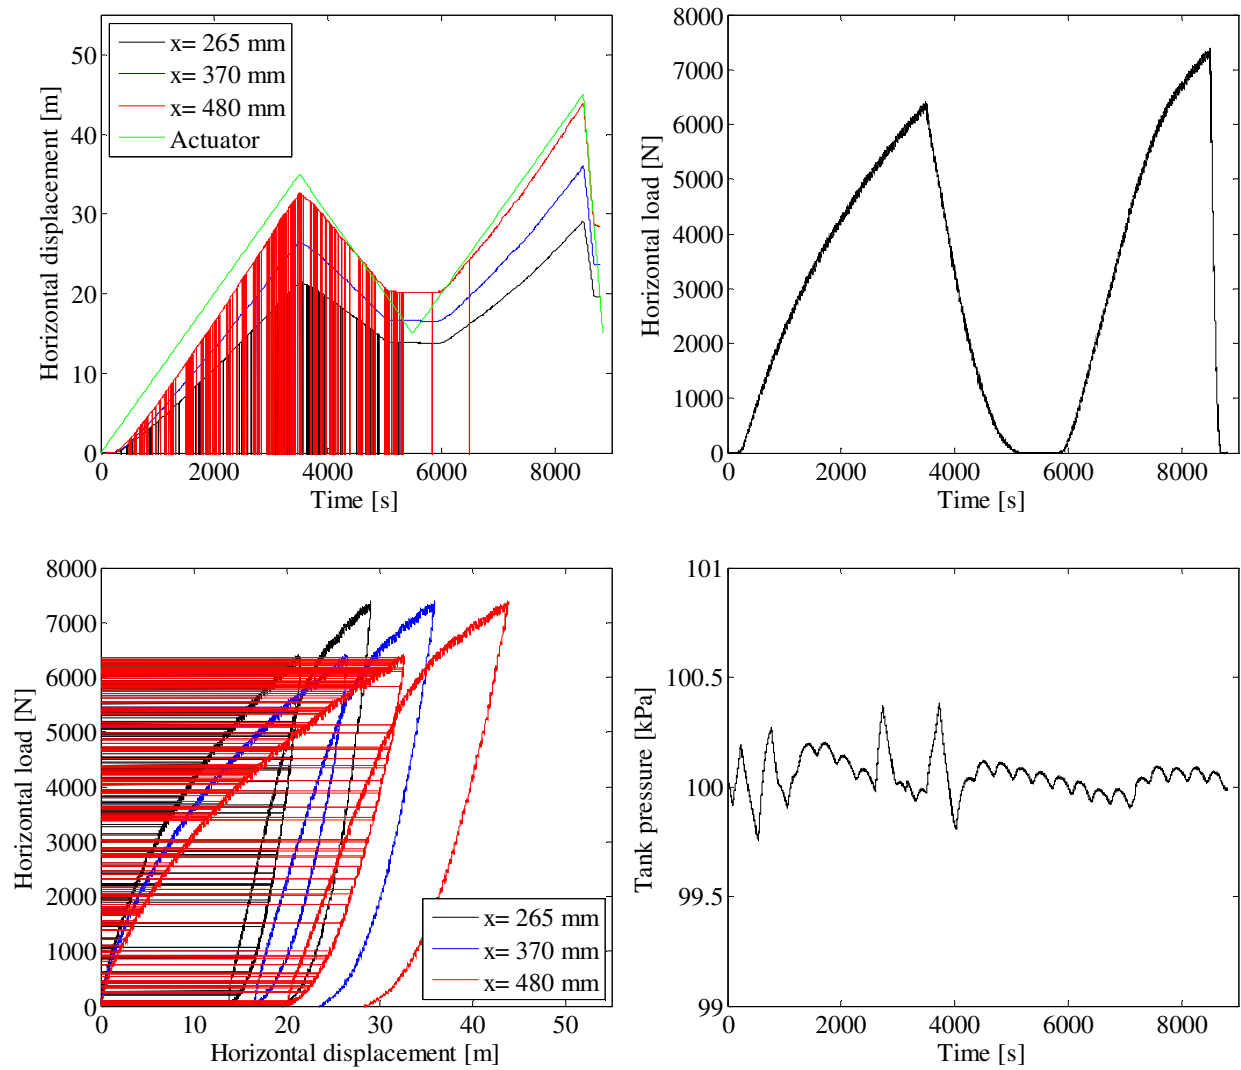 Horizontal displacement [m]
50
40
30
20
10
0
x= 265 mm
x= 370 mm
x= 480 mm
Actuator
0 2000 4000 6000 8000
Time [s]
Horizontal load [N]
8000
7000
6000
5000
4000
3000
2000
1000
0
0 2000 4000 6000 8000
Time [s]
Horizontal load [N]
8000
7000
6000
5000
4000
3000
2000
1000
0
x= 265 mm
x= 370 mm
x= 480 mm
0 10 20 30 40 50
Horizontal displacement [m]
Tank pressure [kPa]
101
100.5
100
99.5
99
0 2000 4000 6000 8000
Time [s]